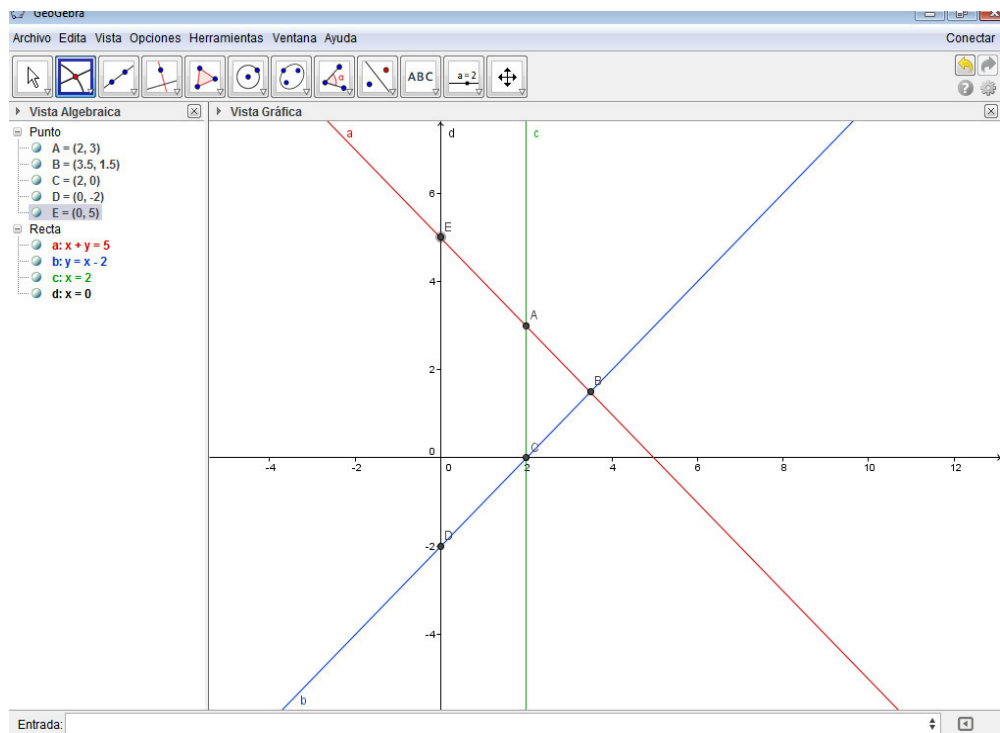 GeoGebra
Archivo Edita Vista Opciones Herramientas Ventana Ayuda
Conectar
α
ABC
a=2
Vista Algebraica
Vista Gráfica
Punto
A = (2, 3)
B = (3.5, 1.5)
C = (2, 0)
D = (0, -2)
E = (0, 5)
Recta
a: x + y = 5
b: y = x - 2
c: x = 2
d: x = 0
a
d
c
6
E
4
A
2
B
0
C
-4
-2
0
2
4
6
8
10
12
D
-2
-4
b
Entrada: